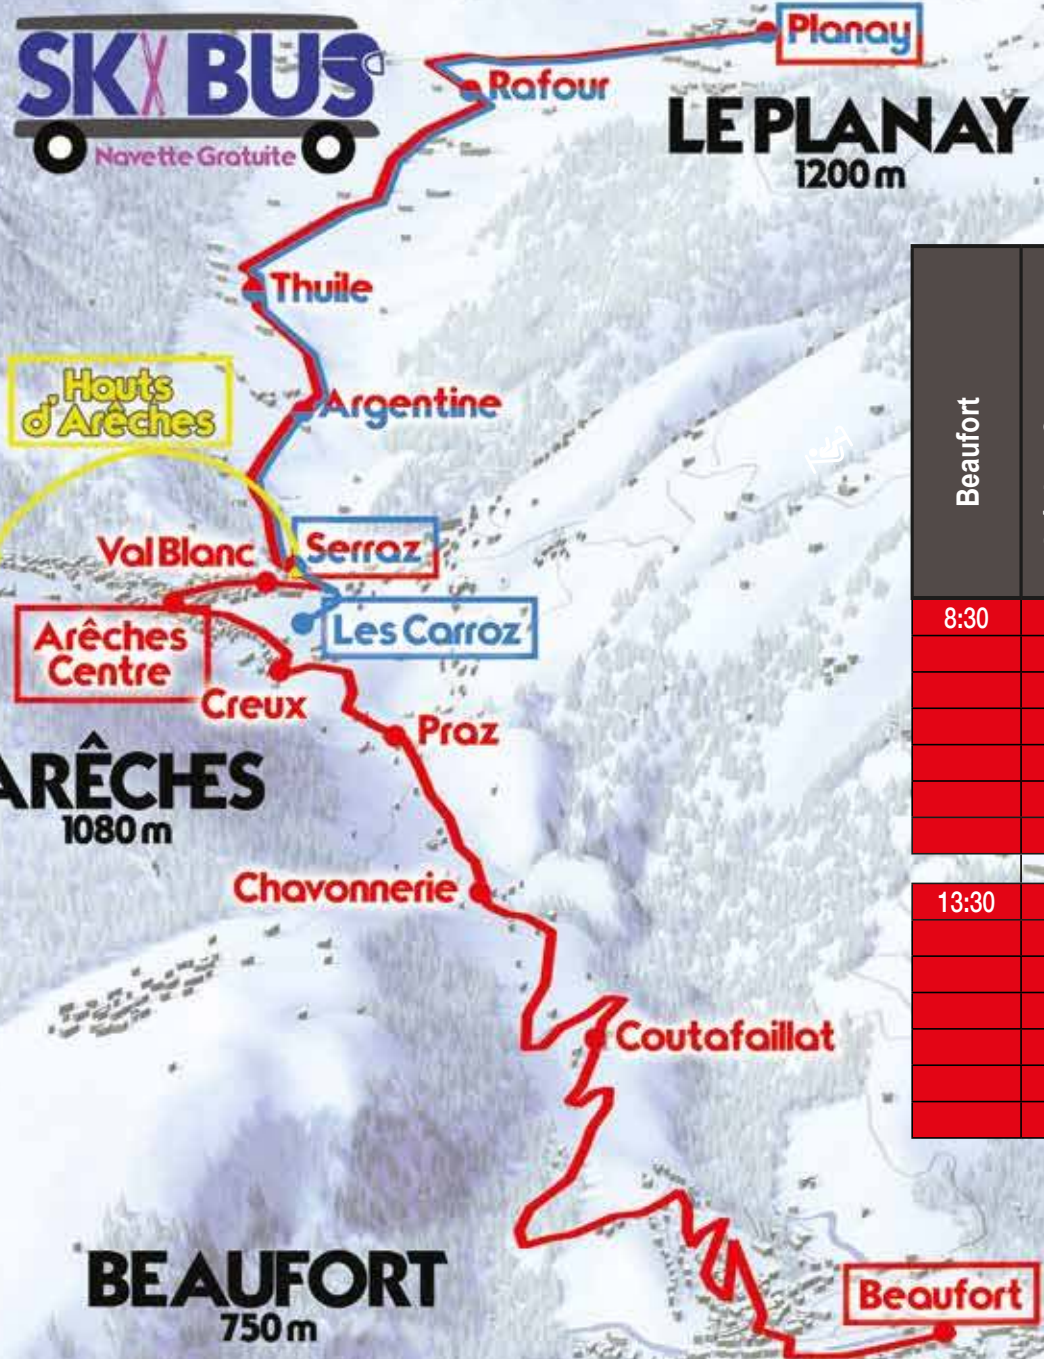 SKI BUS
Navette Gratuite
Planay
Rafour
LE PLANAY
1200 m
Thuile
Hauts
d'Arêches
Argentine
Beaufort
Val Blanc
Serraz
Les Carroz
Arêches
Centre
8:30
Creux
Praz
ARÊCHES
1080 m
Chavonnerie
13:30
Coutafaillat
BEAUFORT
750 m
Beaufort